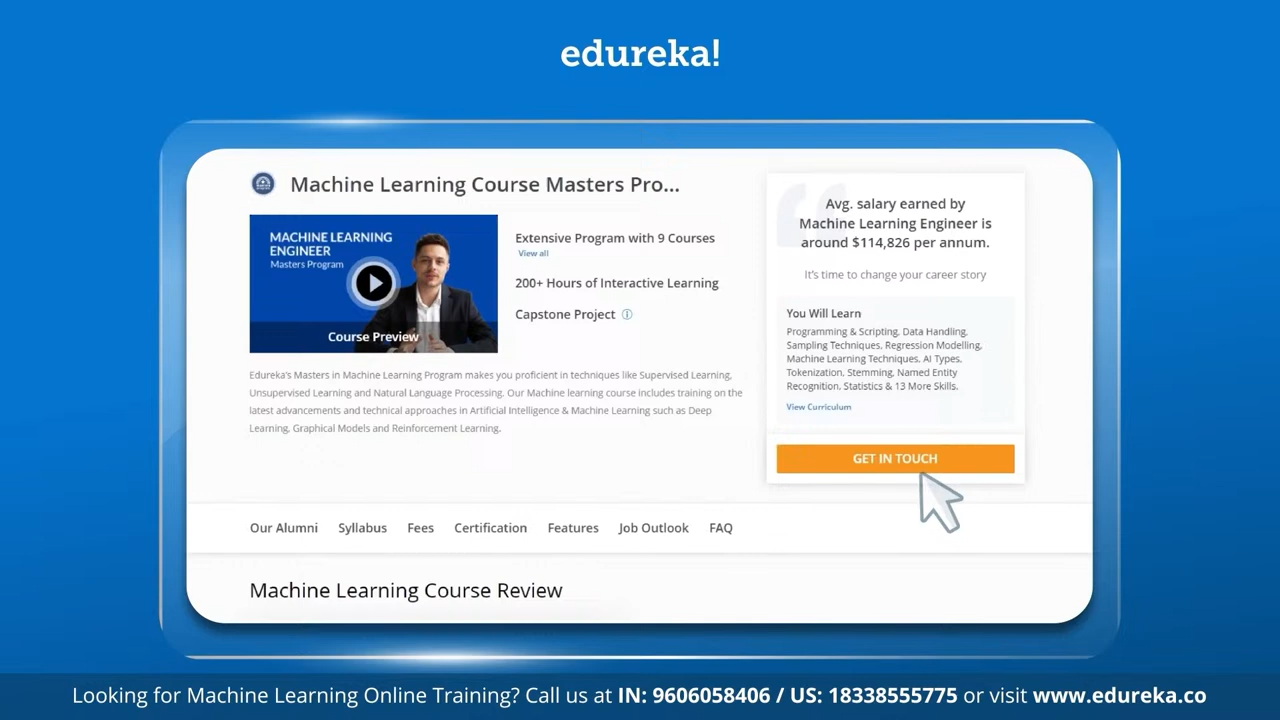 edureka!
Machine Learning Course Masters Pro...
MACHINE LEARNING
ENGINEER
Masters Program
Course Preview
Extensive Program with 9 Courses
View all
200+ Hours of Interactive Learning
Capstone Project
Edureka's Masters in Machine Learning Program makes you proficient in techniques like Supervised Learning,
Unsupervised Learning and Natural Language Processing. Our Machine learning course includes training on the
latest advancements and technical approaches in Artificial Intelligence & Machine Learning such as Deep
Learning, Graphical Models and Reinforcement Learning.
Avg. salary earned by
Machine Learning Engineer is
around $114,826 per annum.
It's time to change your career story
You Will Learn
Programming & Scripting, Data Handling,
Sampling Techniques, Regression Modelling,
Machine Learning Techniques, AI Types,
Tokenization, Stemming, Named Entity
Recognition, Statistics & 13 More Skills.
View Curriculum
GET IN TOUCH
Our Alumni Syllabus Fees Certification Features Job Outlook FAQ
Machine Learning Course Review
Looking for Machine Learning Online Training? Call us at IN: 9606058406 / US: 18338555775 or visit www.edureka.co